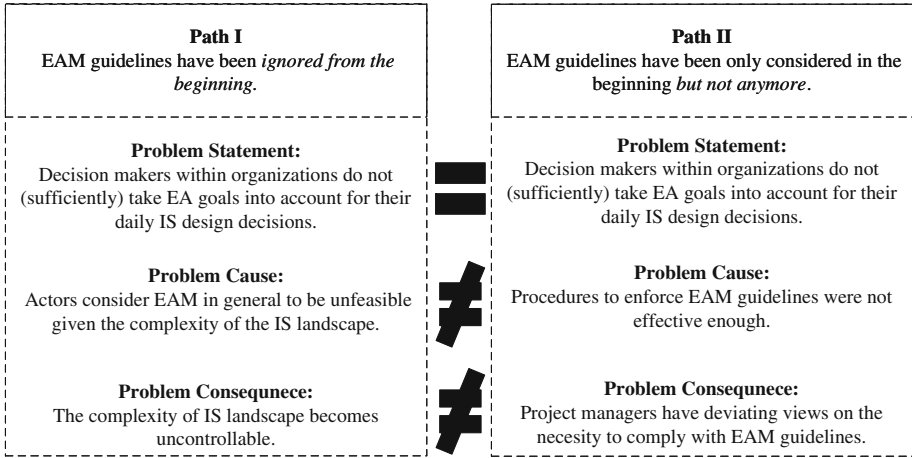 Path I
EAM guidelines have been ignored from the
beginning.
Problem Statement:
Decision makers within organizations do not
(sufficiently) take EA goals into account for their
daily IS design decisions.
Problem Cause:
Actors consider EAM in general to be unfeasible
given the complexity of the IS landscape.
Problem Consequnece:
The complexity of IS landscape becomes
uncontrollable.
=
≠
≠
Path II
EAM guidelines have been only considered in the
beginning but not anymore.
Problem Statement:
Decision makers within organizations do not
(sufficiently) take EA goals into account for their
daily IS design decisions.
Problem Cause:
Procedures to enforce EAM guidelines were not
effective enough.
Problem Consequnece:
Project managers have deviating views on the
necesity to comply with EAM guidelines.